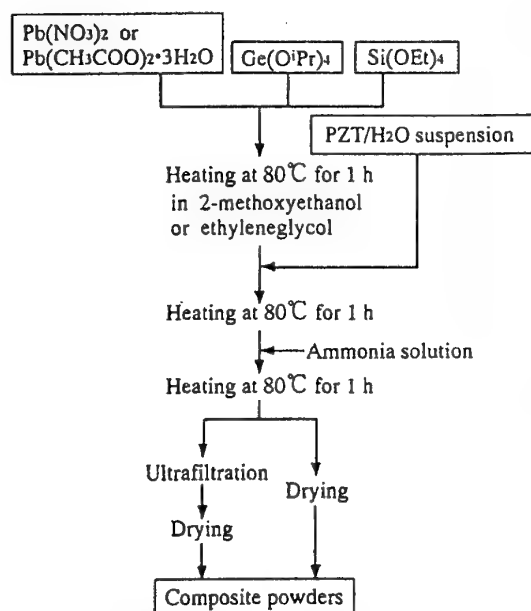 Pb(NO3)2 or
Pb(CH3COO)2•3H2O
Ge(OiPr)4
Si(OEt)4
PZT/H2O suspension
Heating at 80℃ for 1 h
in 2-methoxyethanol
or ethyleneglycol
Heating at 80℃ for 1 h
Ammonia solution
Heating at 80℃ for 1 h
Ultrafiltration
Drying
Drying
Composite powders